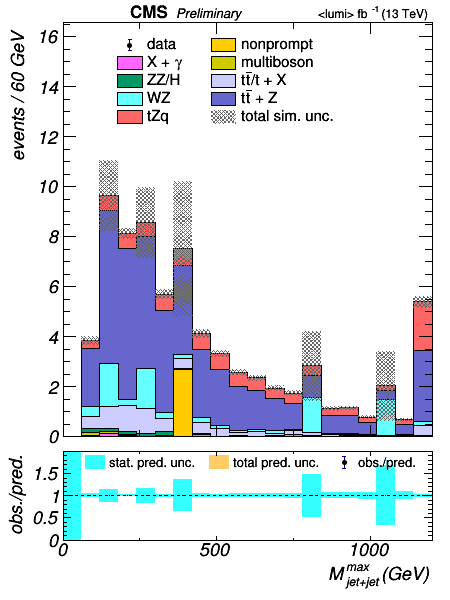 CMS Preliminary <lumi> fb⁻¹ (13 TeV)
events / 60 GeV
16
14
12
10
8
6
4
2
0
data
X + γ
ZZ/H
WZ
tZq
nonprompt
multiboson
tt̄/t + X
tt̄ + Z
total sim. unc.
obs./pred.
1.5
1
0.5
0
stat. pred. unc. total pred. unc. obs./pred.
0 500 1000
M^{max}_{jet+jet} (GeV)